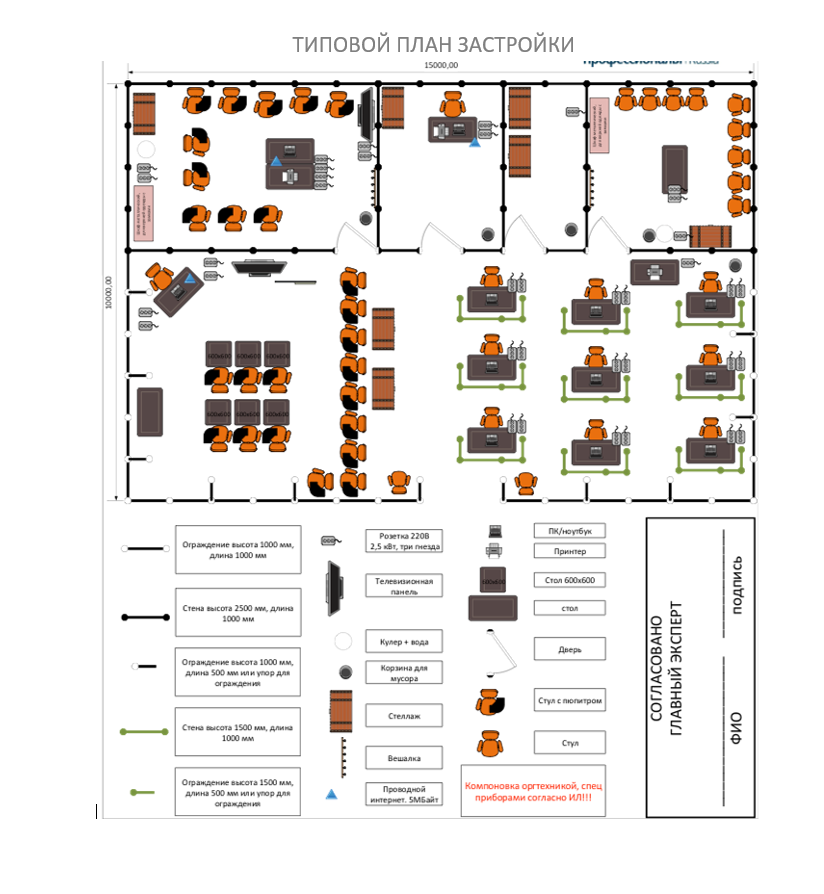 ТИПОВОЙ ПЛАН ЗАСТРОЙКИ
15000,00
10000,00
600х600
600х600
600х600
600х600
600х600
600х600
Ограждение высота 1000 мм,
длина 1000 мм
Стена высота 2500 мм, длина
1000 мм
Ограждение высота 1000 мм,
длина 500 мм или упор для
ограждения
Стена высота 1500 мм, длина
1000 мм
Ограждение высота 1500 мм,
длина 500 мм или упор для
ограждения
Розетка 220В
2,5 кВт, три гнезда
Телевизионная
панель
Кулер + вода
Корзина для
мусора
Стеллаж
Вешалка
Проводной
интернет. 5МБайт
ПК/ноутбук
Принтер
600х600
Стол 600х600
стол
Дверь
Стул с пюпитром
Стул
Компоновка оргтехникой, спец
приборами согласно ИЛ!!!
СОГЛАСОВАНО
ГЛАВНЫЙ ЭКСПЕРТ
ФИО
подпись